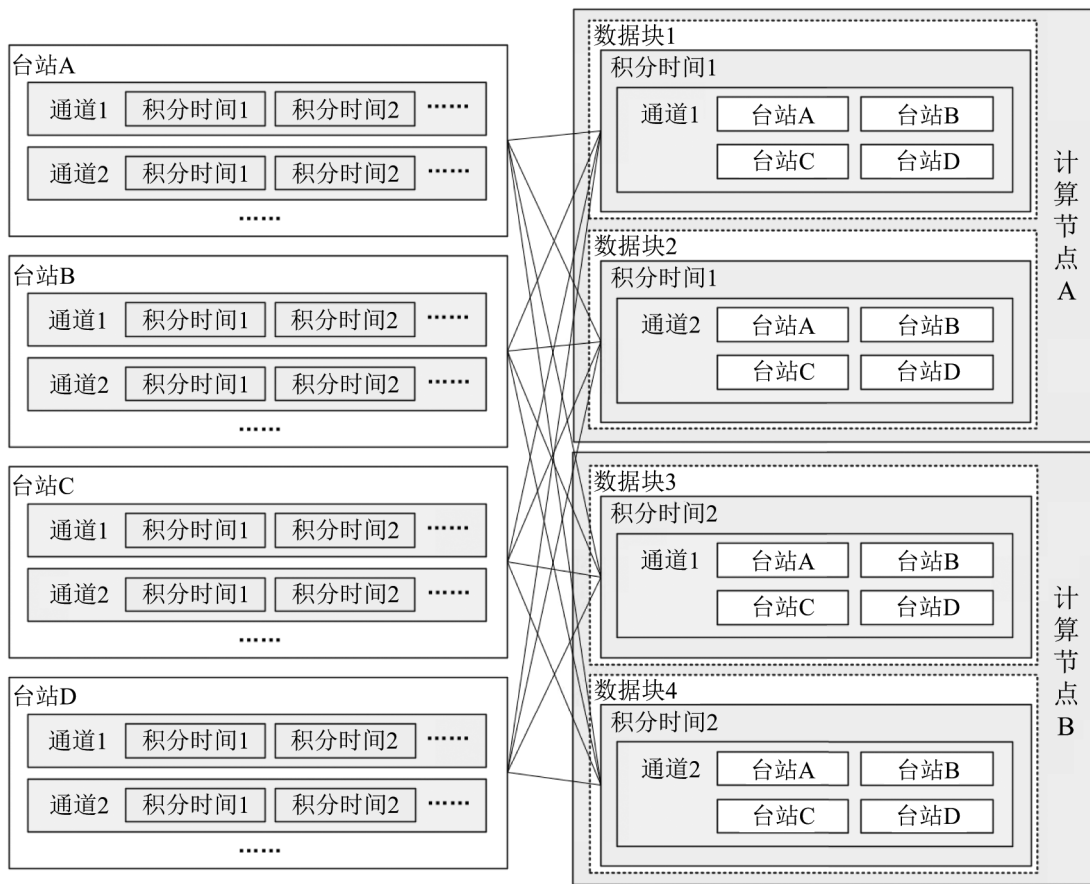 台站A
通道1 积分时间1 积分时间2 ······
通道2 积分时间1 积分时间2 ······
······
台站B
通道1 积分时间1 积分时间2 ······
通道2 积分时间1 积分时间2 ······
······
台站C
通道1 积分时间1 积分时间2 ······
通道2 积分时间1 积分时间2 ······
······
台站D
通道1 积分时间1 积分时间2 ······
通道2 积分时间1 积分时间2 ······
······
数据块1
积分时间1
通道1 台站A 台站B
台站C 台站D
数据块2
积分时间1
通道2 台站A 台站B
台站C 台站D
计算节点A
数据块3
积分时间2
通道1 台站A 台站B
台站C 台站D
数据块4
积分时间2
通道2 台站A 台站B
台站C 台站D
计算节点B